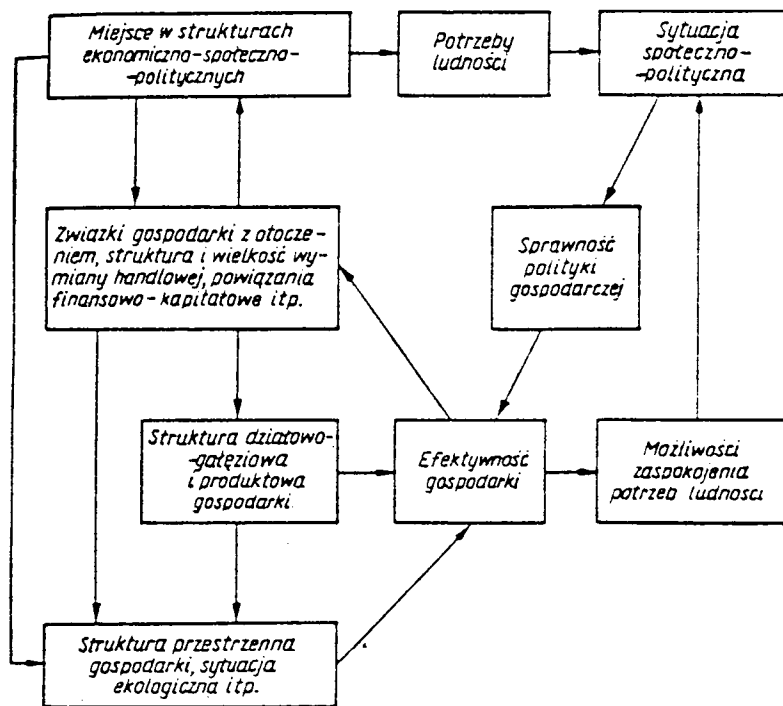 Miejsce w strukturach
ekonomiczno-społeczno-
-politycznych
Potrzeby
ludności
Sytuacja
społeczno-
-polityczna
Związki gospodarki z otocze-
niem, struktura i wielkość wy-
miany handlowej, powiązania
finansowo-kapitałowe itp.
Sprawność
polityki
gospodarczej
Struktura działowo-
-gałęziowa
i produktowa
gospodarki
Efektywność
gospodarki
Możliwości
zaspokojenia
potrzeb ludności
Struktura przestrzenna
gospodarki, sytuacja
ekologiczna itp.